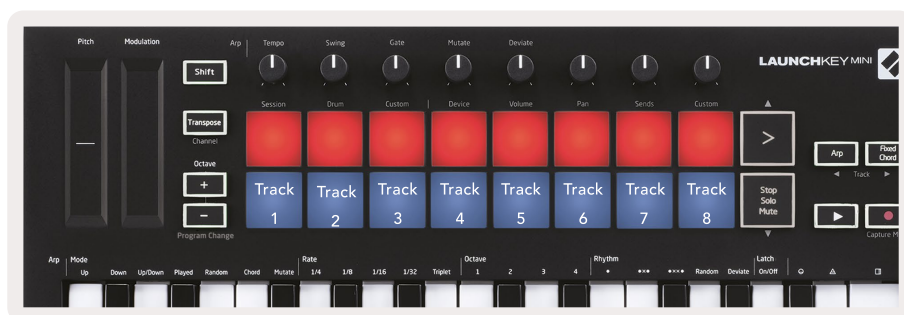 Pitch Modulation Arp Tempo Swing Gate Mutate Deviate
Shift
LAUNCHKEY MINI
Session Drum Custom Device Volume Pan Sends Custom
Transpose
Channel
>
Arp
Fixed
Chord
Track
Octave
+
-
Program Change
Track 1
Track 2
Track 3
Track 4
Track 5
Track 6
Track 7
Track 8
Stop
Solo
Mute
Capture M
Arp Mode Rate Octave Rhythm Latch
Up Down Up/Down Played Random Chord Mutate 1/4 1/8 1/16 1/32 Triplet 1 2 3 4 Random Deviate On/Off